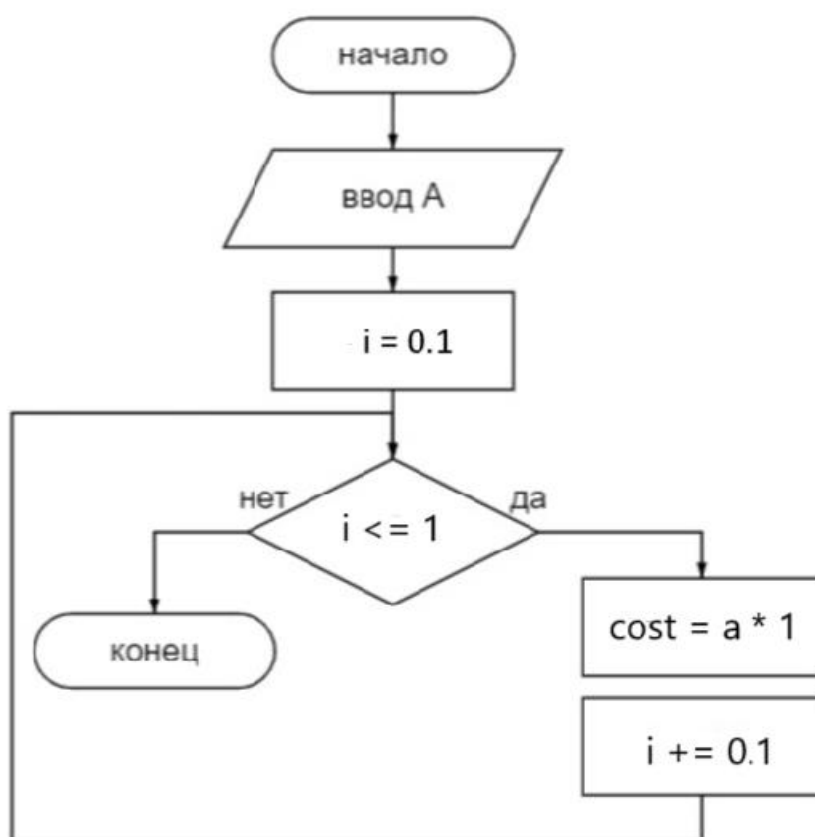 начало
ввод А
i = 0.1
нет
да
i <= 1
cost = a * 1
конец
i += 0.1